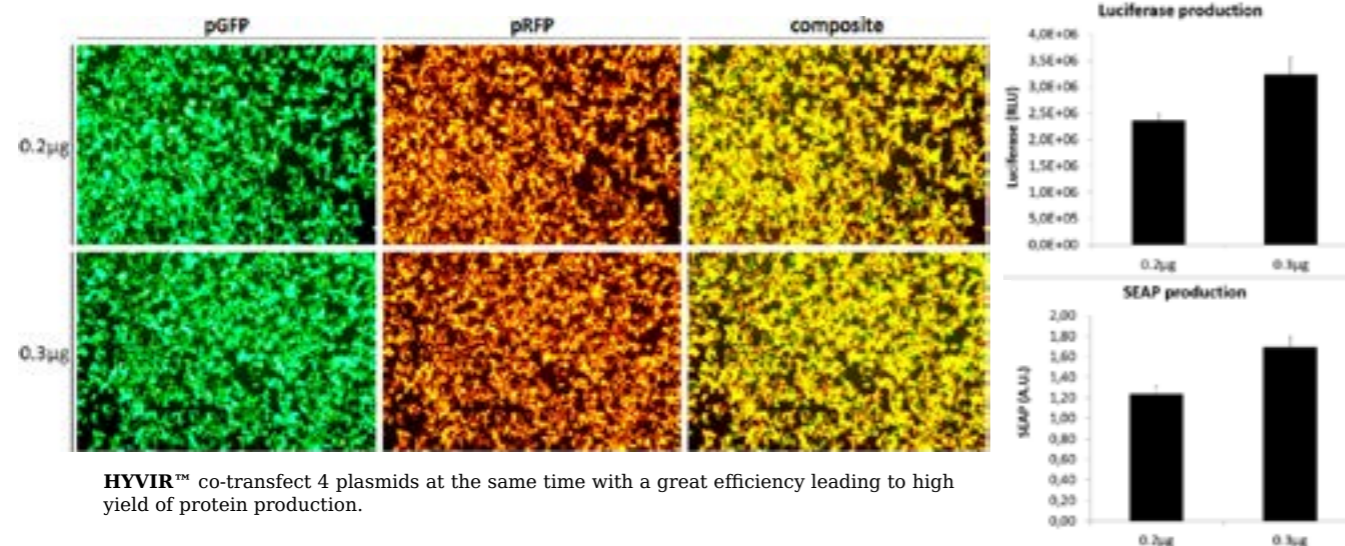 pGFP
pRFP
composite
0.2µg
0.3µg
HYVIR™ co-transfect 4 plasmids at the same time with a great efficiency leading to high
yield of protein production.
Luciferase production
Luciferase (RLU)
4,0E+06
3,5E+06
3,0E+06
2,5E+06
2,0E+06
1,5E+06
1,0E+06
5,0E+05
0,0E+00
0.2µg
0.3µg
SEAP production
SEAP (A.U.)
2,00
1,80
1,60
1,40
1,20
1,00
0,80
0,60
0,40
0,20
0,00
0.2µg
0.3µg